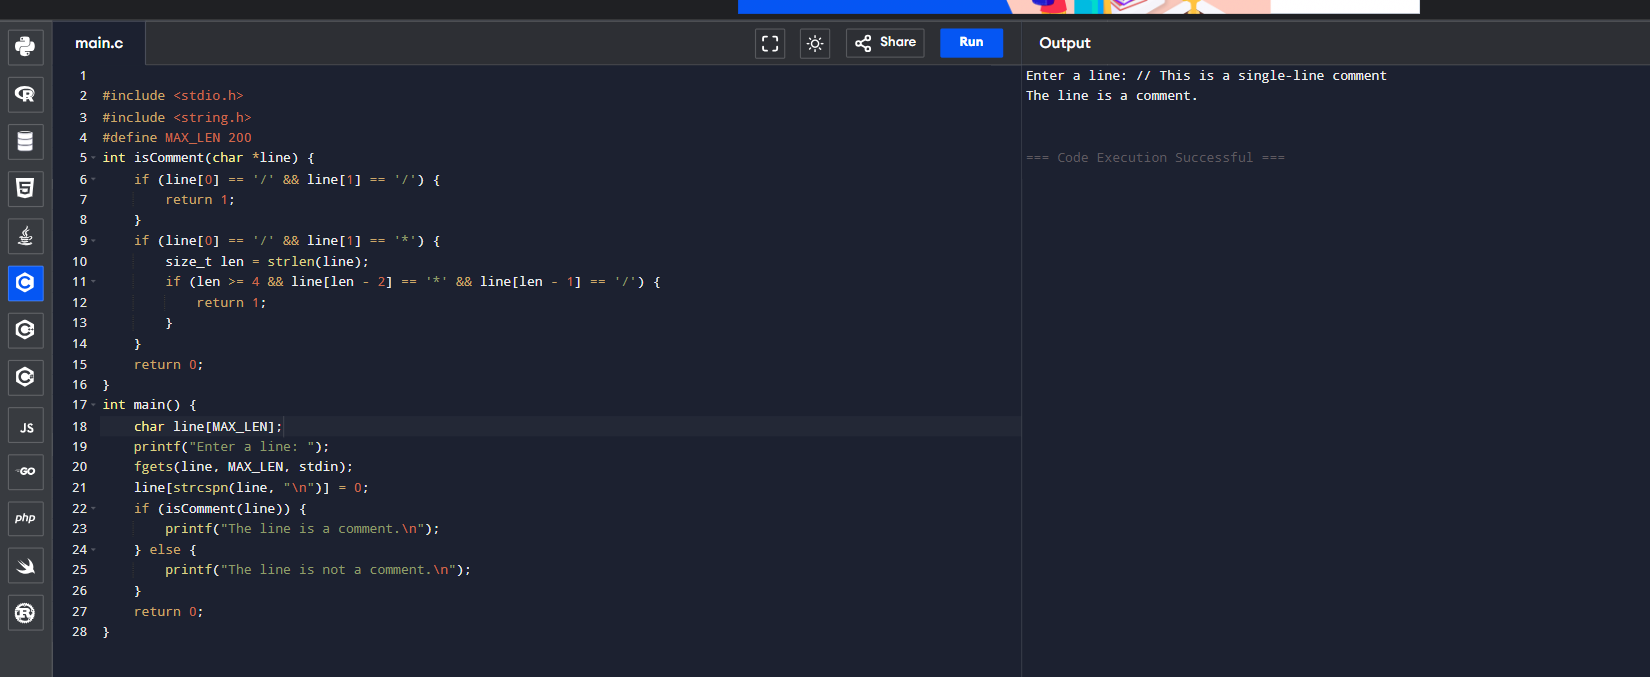 main.c
Share
Run
Output
1
2 #include <stdio.h>
3 #include <string.h>
4 #define MAX_LEN 200
5 int isComment(char *line) {
6     if (line[0] == '/' && line[1] == '/') {
7         return 1;
8     }
9     if (line[0] == '/' && line[1] == '*') {
10         size_t len = strlen(line);
11         if (len >= 4 && line[len - 2] == '*' && line[len - 1] == '/') {
12             return 1;
13         }
14     }
15     return 0;
16 }
17 int main() {
18     char line[MAX_LEN];
19     printf("Enter a line: ");
20     fgets(line, MAX_LEN, stdin);
21     line[strcspn(line, "\n")] = 0;
22     if (isComment(line)) {
23         printf("The line is a comment.\n");
24     } else {
25         printf("The line is not a comment.\n");
26     }
27     return 0;
28 }
Enter a line: // This is a single-line comment
The line is a comment.
=== Code Execution Successful ===
R
5
C
C
C
JS
GO
php
R